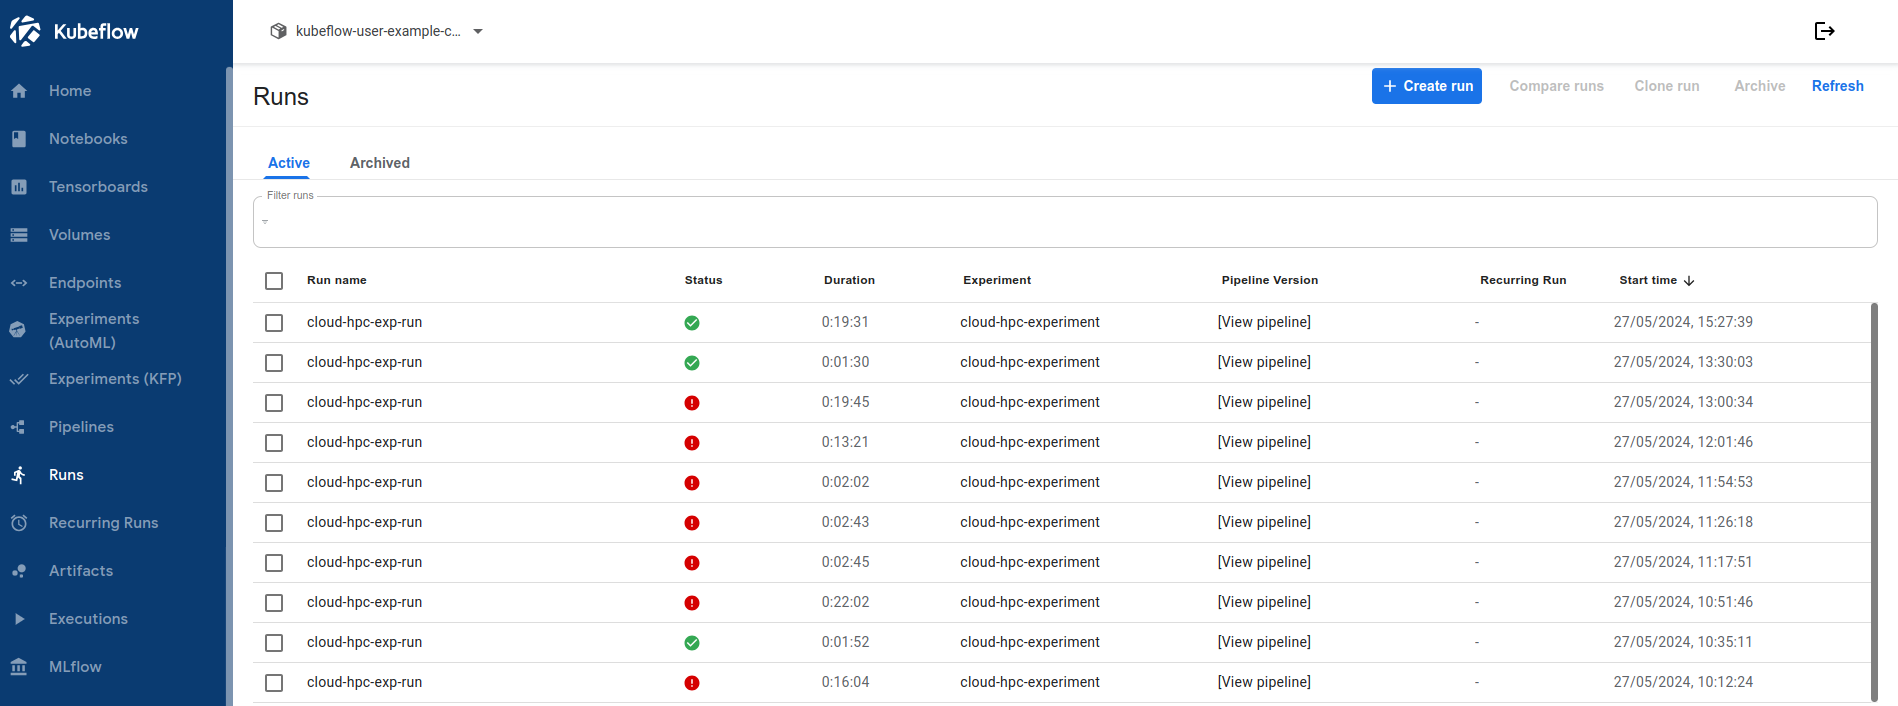 Kubeflow
kubeflow-user-example-c...
Home
Notebooks
Tensorboards
Volumes
Endpoints
Experiments
(AutoML)
Experiments (KFP)
Pipelines
Runs
Recurring Runs
Artifacts
Executions
MLflow
Runs
+ Create run Compare runs Clone run Archive Refresh
Active Archived
Filter runs
Run name Status Duration Experiment Pipeline Version Recurring Run Start time
cloud-hpc-exp-run 0:19:31 cloud-hpc-experiment [View pipeline] - 27/05/2024, 15:27:39
cloud-hpc-exp-run 0:01:30 cloud-hpc-experiment [View pipeline] - 27/05/2024, 13:30:03
cloud-hpc-exp-run 0:19:45 cloud-hpc-experiment [View pipeline] - 27/05/2024, 13:00:34
cloud-hpc-exp-run 0:13:21 cloud-hpc-experiment [View pipeline] - 27/05/2024, 12:01:46
cloud-hpc-exp-run 0:02:02 cloud-hpc-experiment [View pipeline] - 27/05/2024, 11:54:53
cloud-hpc-exp-run 0:02:43 cloud-hpc-experiment [View pipeline] - 27/05/2024, 11:26:18
cloud-hpc-exp-run 0:02:45 cloud-hpc-experiment [View pipeline] - 27/05/2024, 11:17:51
cloud-hpc-exp-run 0:22:02 cloud-hpc-experiment [View pipeline] - 27/05/2024, 10:51:46
cloud-hpc-exp-run 0:01:52 cloud-hpc-experiment [View pipeline] - 27/05/2024, 10:35:11
cloud-hpc-exp-run 0:16:04 cloud-hpc-experiment [View pipeline] - 27/05/2024, 10:12:24